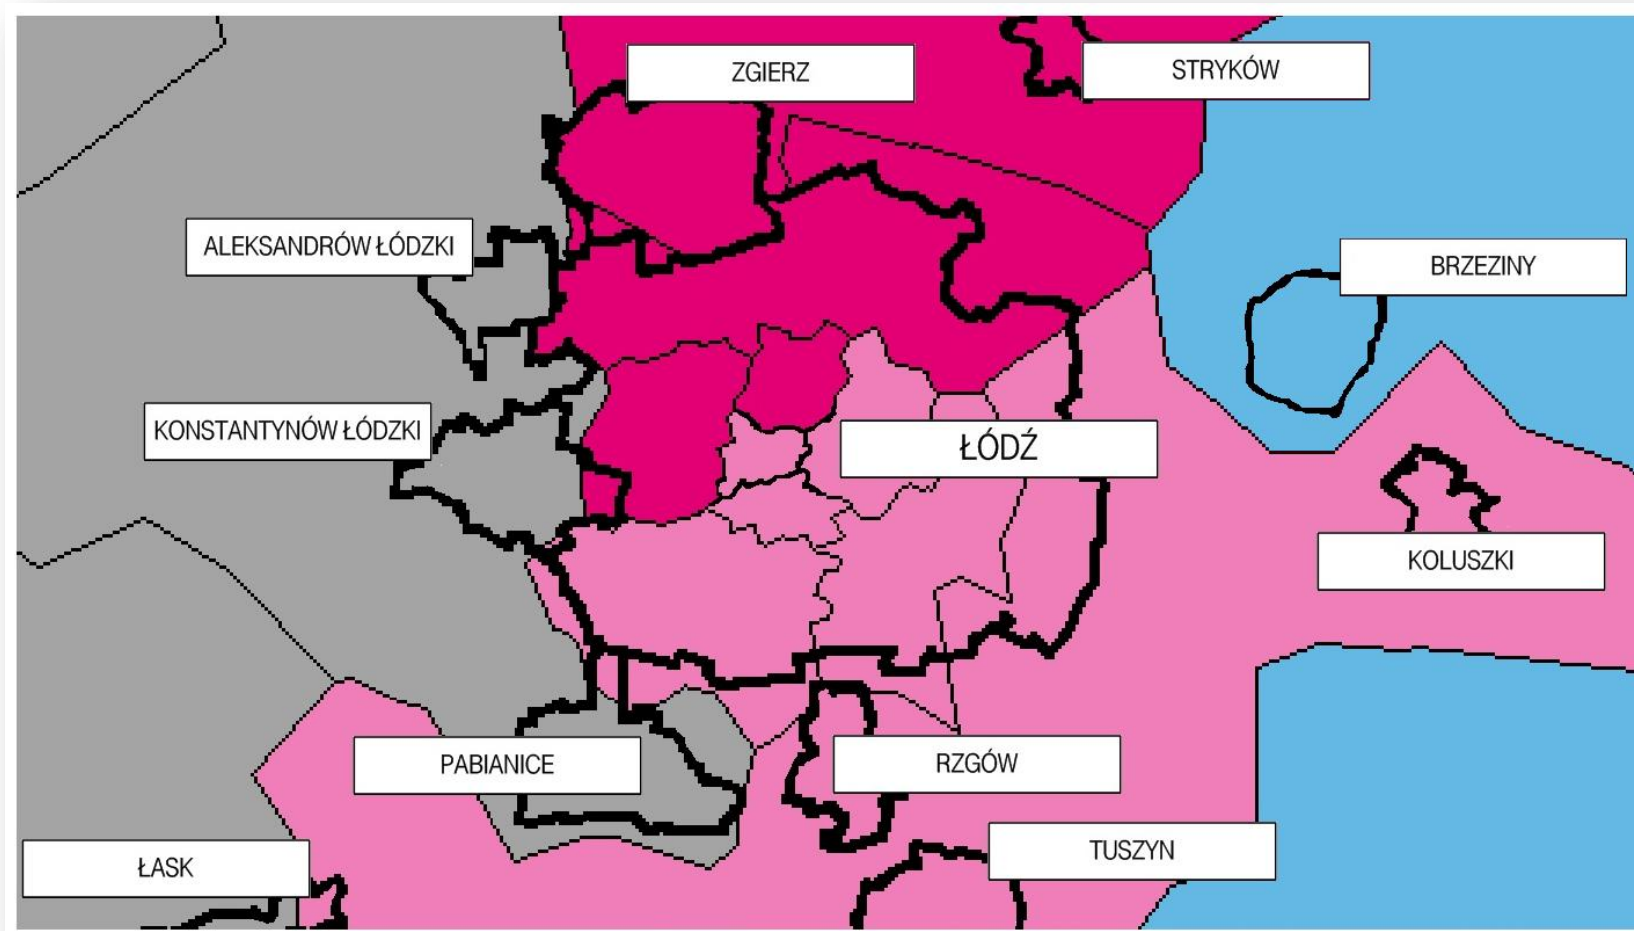 ZGIERZ
STRYKÓW
ALEKSANDRÓW ŁÓDZKI
BRZEZINY
KONSTANTYNÓW ŁÓDZKI
ŁÓDŹ
KOLUSZKI
PABIANICE
RZGÓW
TUSZYN
ŁASK